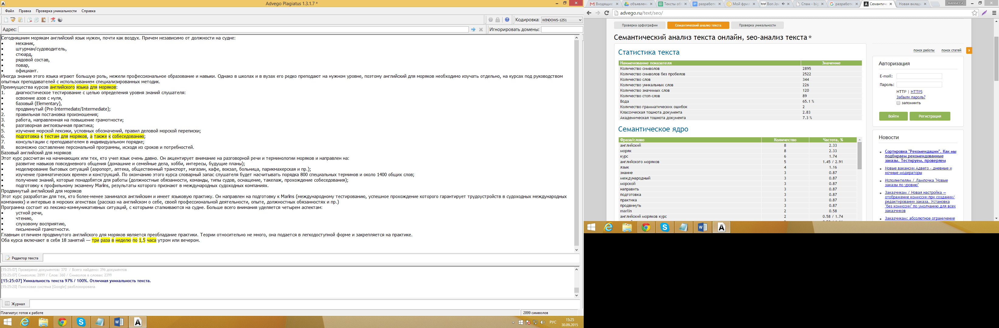 Advego Plagiatus 1.3.1.7 *
Файл Правка Проверка уникальности Справка
Кодировка: WINDOWS-1251
Адрес: Игнорировать домены:
Сегодняшним морякам английский язык нужен, почти как воздух. Причем независимо от должности на судне:
• механик,
• штурман/судоводитель,
• стюард,
• рядовой состав,
• повар,
• официант.
Иногда знания этого языка играют большую роль, нежели профессиональное образование и навыки. Однако в школах и в вузах его редко преподают на нужном уровне, поэтому английский для моряков необходимо изучать отдельно, на курсах под руководством
опытных преподавателей с использованием специализированных методик.
Преимущества курсов английского языка для моряков:
1. диагностическое тестирование с целью определения уровня знаний слушателя:
• освоение азов с нуля,
• базовый (Elementary),
• продвинутый (Pre-Intermediate/Intermediate);
2. правильная постановка произношения;
3. работа, направленная на повышение грамотности;
4. разговорная англоязычная практика;
5. изучение морской лексики, условных обозначений, правил деловой морской переписки;
6. подготовка к тестам для моряков, а также к собеседованию;
7. консультации с преподавателем в индивидуальном порядке;
8. возможно составление персональной программы, исходя из сроков и потребностей.
Базовый английский для моряков
Этот курс рассчитан на начинающих или тех, кто учил язык очень давно. Он акцентирует внимание на разговорной речи и терминологии моряков и направлен на:
• развитие навыков повседневного общения (домашние и семейные дела, хобби, интересы, будущие планы);
• моделирование бытовых ситуаций (аэропорт, аптека, общественный транспорт, магазин, кафе, вокзал, больница, парикмахерская и пр.);
• изучение грамматических времен и конструкций. По окончанию этого курса словарный запас слушателя будет насчитывать порядка 800 специальных терминов и около 1400 общих слов;
• получение знаний, которые понадобятся для работы (должностные обязанности, команды, типы судов, оснащение, такелаж, прохождение собеседования);
• подготовку к профильному экзамену Marlins, результаты которого признают в международных судоходных компаниях.
Продвинутый английский для моряков
Этот курс разработан для тех, кто более-менее занимался английским и имеет языковую практику. Он направлен на подготовку к Marlins (международному тестированию, успешное прохождение которого гарантирует трудоустройств в судоходных международных
компаниях) и интервью в морских агенствах (рассказ на английском о себе, своей профессиональной деятельности, опыте, должностных обязанностях и пр.)
Программа состоит из лексико-коммуникативных ситуаций, с которыми сталкиваются на судне. Больше всего внимания уделяется четырем аспектам:
• устной речи,
• чтению,
• слуховому восприятию,
• письменной грамотности.
Главным отличием продвинутого английского для моряков является преобладание практики. Теории относительно не много, она подается в легкодоступной форме и закрепляется на практике.
Оба курса включают в себя 18 занятий — три раза в неделю по 1,5 часа утром или вечером.
Редактор текста
[15:25:07] Проверено документов: 370 / Всего найдено: 396 документов
[15:25:07] Символов: 2899 / Слов: 360 / Символов в словах: 2399
[15:25:07] Уникальность текста 97% / 100%. Отличная уникальность текста.
[15:25:20] Поисковая система [Google] разблокирована
Журнал
Плагиатус готов к работе 2899 символов
РУС 15:25
30.09.2015
Входящие объявлен Тексты об разработк Мой фрил Bon Jov Спам - big разработк Семантич Новая вклад марианна
advego.ru/text/seo/
Проверка орфографии Семантический анализ текста Проверка уникальности
Семантический анализ текста онлайн, seo-анализ текста
Статистика текста
Наименование показателя Значение
Количество символов 2895
Количество символов без пробелов 2522
Количество слов 344
Количество уникальных слов 226
Количество значимых слов 120
Количество стоп-слов 89
Вода 65.1 %
Количество грамматических ошибок 2
Классическая тошнота документа 2.83
Академическая тошнота документа 7.3 %
Семантическое ядро
Фраза/слово Количество Частота, %
английский 8 2.33
моряк 8 2.33
курс 6 1.74
английского моряков 5 1.45 / 2.91
язык 4 1.16
знание 3 0.87
международный 3 0.87
морской 3 0.87
направить 3 0.87
подготовка 3 0.87
практика 3 0.87
продвинуть 3 0.87
marlin 2 0.58
английский моряков курс 2 0.58 / 1.74
поиск работы поиск статей
Авторизация
E-mail:
Пароль:
HTTP | HTTPS
Забыли пароль?
запомнить
Войти Регистрация
Новости
• Сортировка "Рекомендации". Как мы
подбираем рекомендованные
заказы. Тестируем, проверяем
• Новые вакансии Адвего - дневные и
ночные модераторы
• Исполнителям / Лампочка "Новые
заказы по уровню"
• Заказчикам / Новая настройка —
отображение комиссии при создании/
редактировании заказа. Установка
"без комиссии" по умолчанию для всех
заказчиков
• Заказчикам: абсолютное ограничение